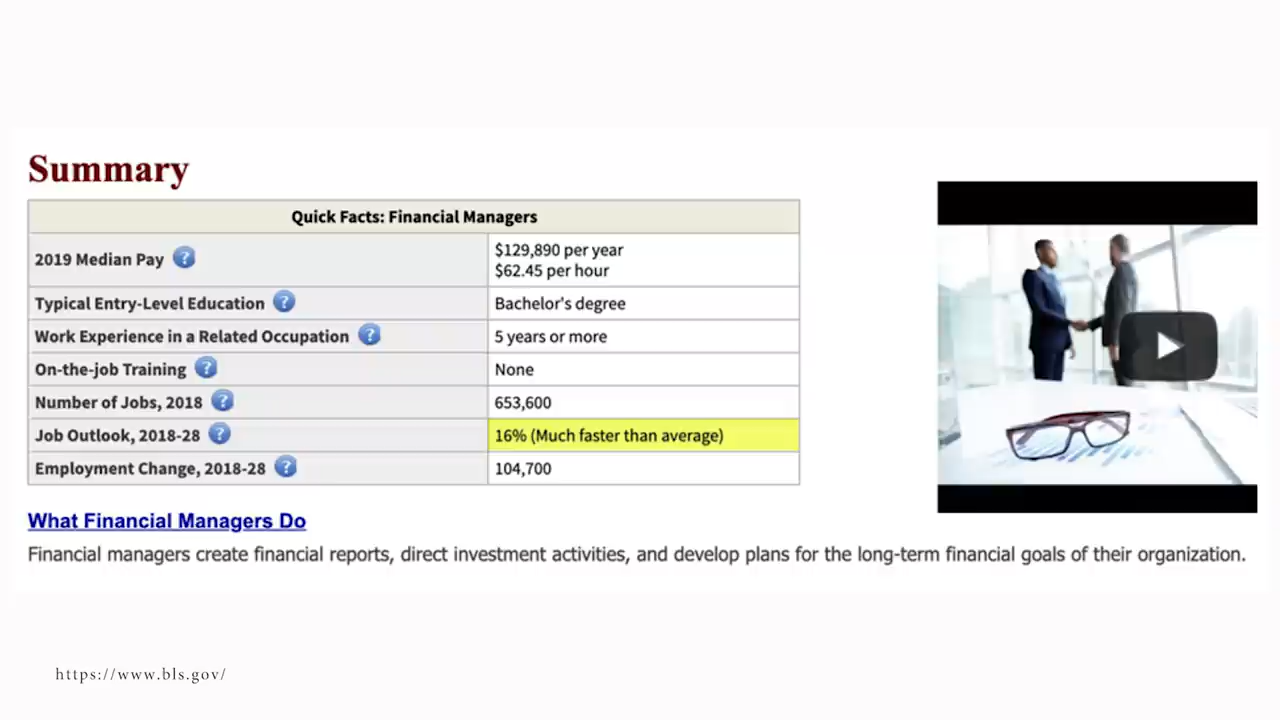 Summary
Quick Facts: Financial Managers
2019 Median Pay ?
$129,890 per year
$62.45 per hour
Typical Entry-Level Education ?
Bachelor's degree
Work Experience in a Related Occupation ?
5 years or more
On-the-job Training ?
None
Number of Jobs, 2018 ?
653,600
Job Outlook, 2018-28 ?
16% (Much faster than average)
Employment Change, 2018-28 ?
104,700
What Financial Managers Do
Financial managers create financial reports, direct investment activities, and develop plans for the long-term financial goals of their organization.
https://www.bls.gov/